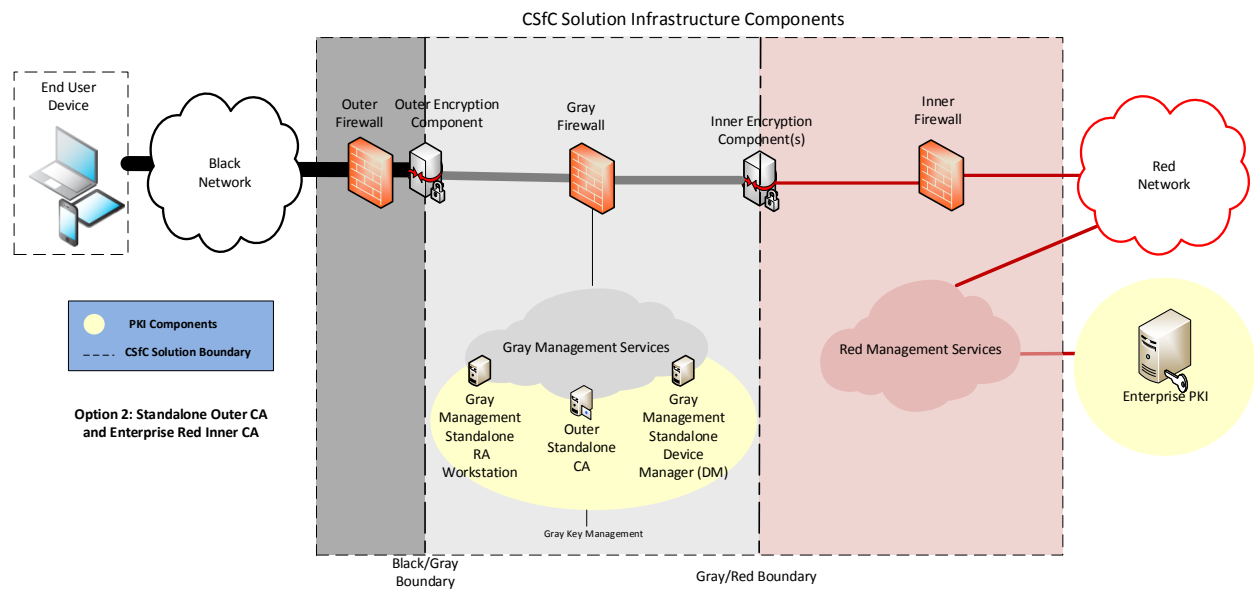 CSfC Solution Infrastructure Components
End User
Device
Black
Network
Outer
Firewall
Outer Encryption
Component
Gray
Firewall
Inner Encryption
Component(s)
Inner
Firewall
Red
Network
PKI Components
CSfC Solution Boundary
Option 2: Standalone Outer CA
and Enterprise Red Inner CA
Gray Management Services
Gray
Management
Standalone
RA
Workstation
Outer
Standalone
CA
Gray
Management
Standalone
Device
Manager (DM)
Gray Key Management
Red Management Services
Enterprise PKI
Black/Gray
Boundary
Gray/Red Boundary